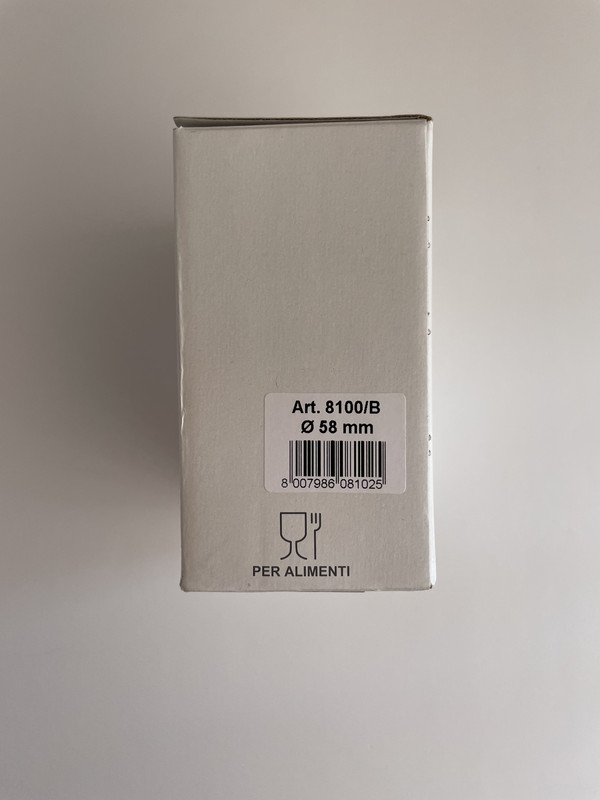 Art. 8100/B
Ø 58 mm
8 007986 081025
PER ALIMENTI